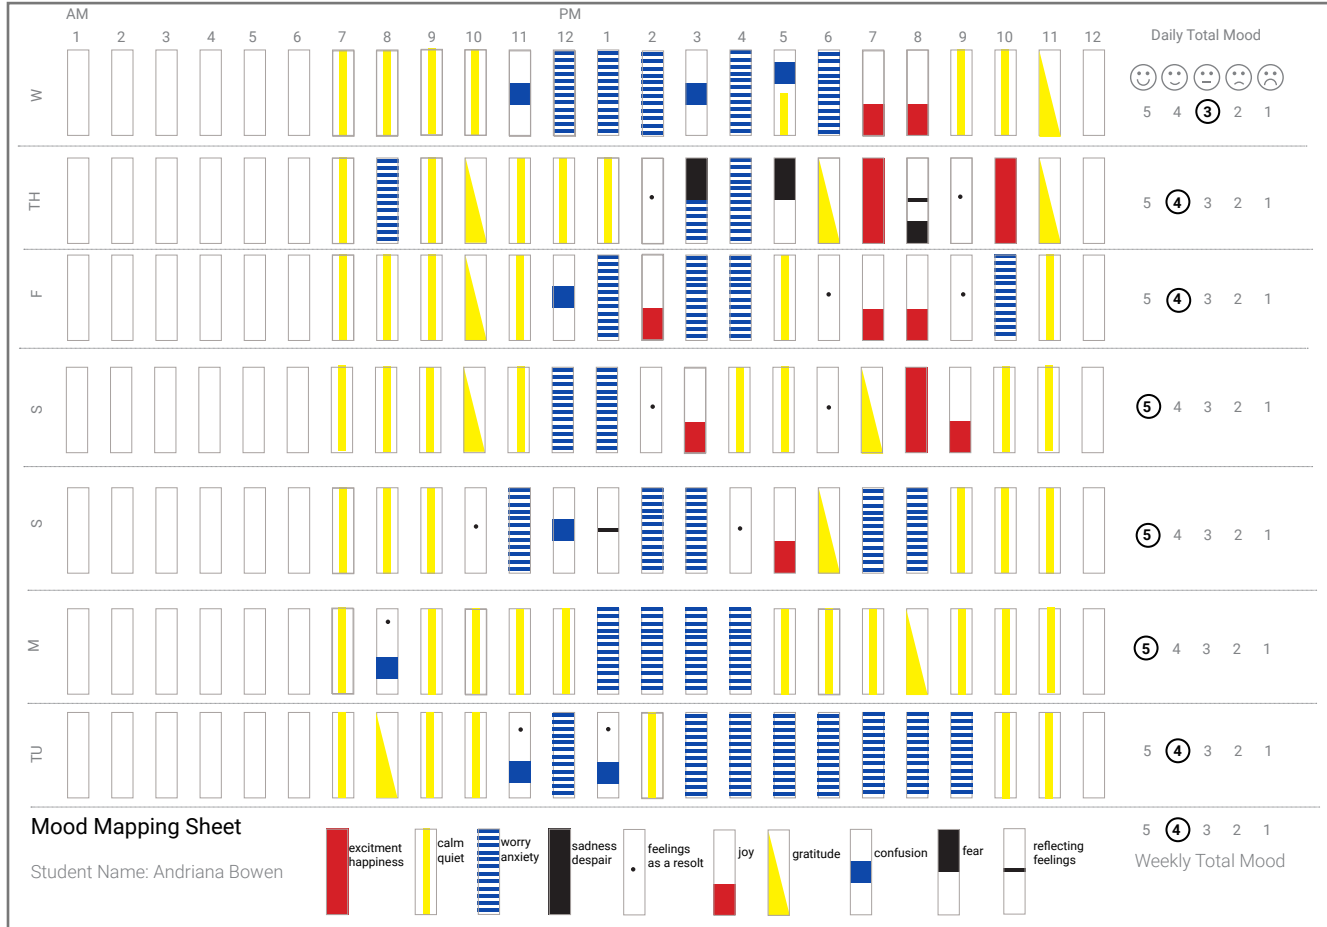 AM PM
1 2 3 4 5 6 7 8 9 10 11 12 1 2 3 4 5 6 7 8 9 10 11 12 Daily Total Mood
W
5 4 3 2 1
TH
5 4 3 2 1
F
5 4 3 2 1
S
5 4 3 2 1
S
5 4 3 2 1
M
5 4 3 2 1
TU
5 4 3 2 1
Mood Mapping Sheet
Student Name: Andriana Bowen
excitment
happiness
calm
quiet
worry
anxiety
sadness
despair
feelings
as a resolt
joy
gratitude
confusion
fear
reflecting
feelings
5 4 3 2 1
Weekly Total Mood